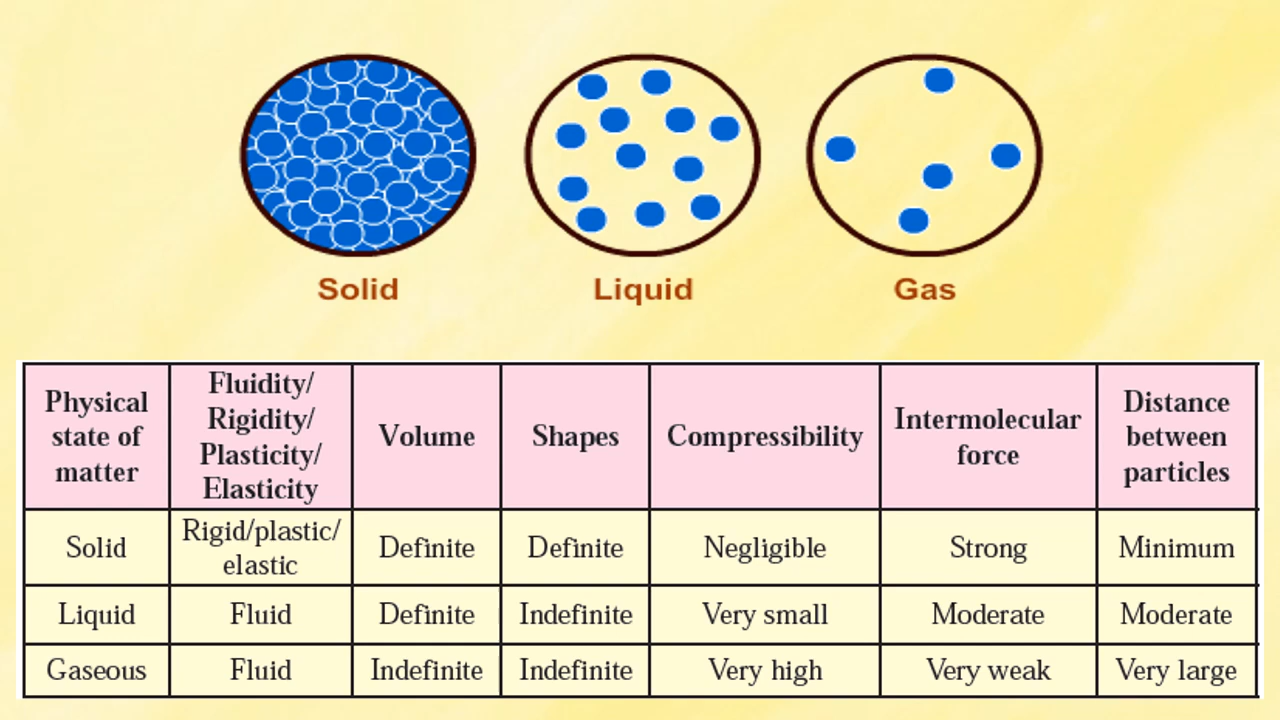 Solid
Liquid
Gas
Physical
state of
matter
Fluidity/
Rigidity/
Plasticity/
Elasticity
Volume
Shapes
Compressibility
Intermolecular
force
Distance
between
particles
Solid
Rigid/plastic/
elastic
Definite
Definite
Negligible
Strong
Minimum
Liquid
Fluid
Definite
Indefinite
Very small
Moderate
Moderate
Gaseous
Fluid
Indefinite
Indefinite
Very high
Very weak
Very large